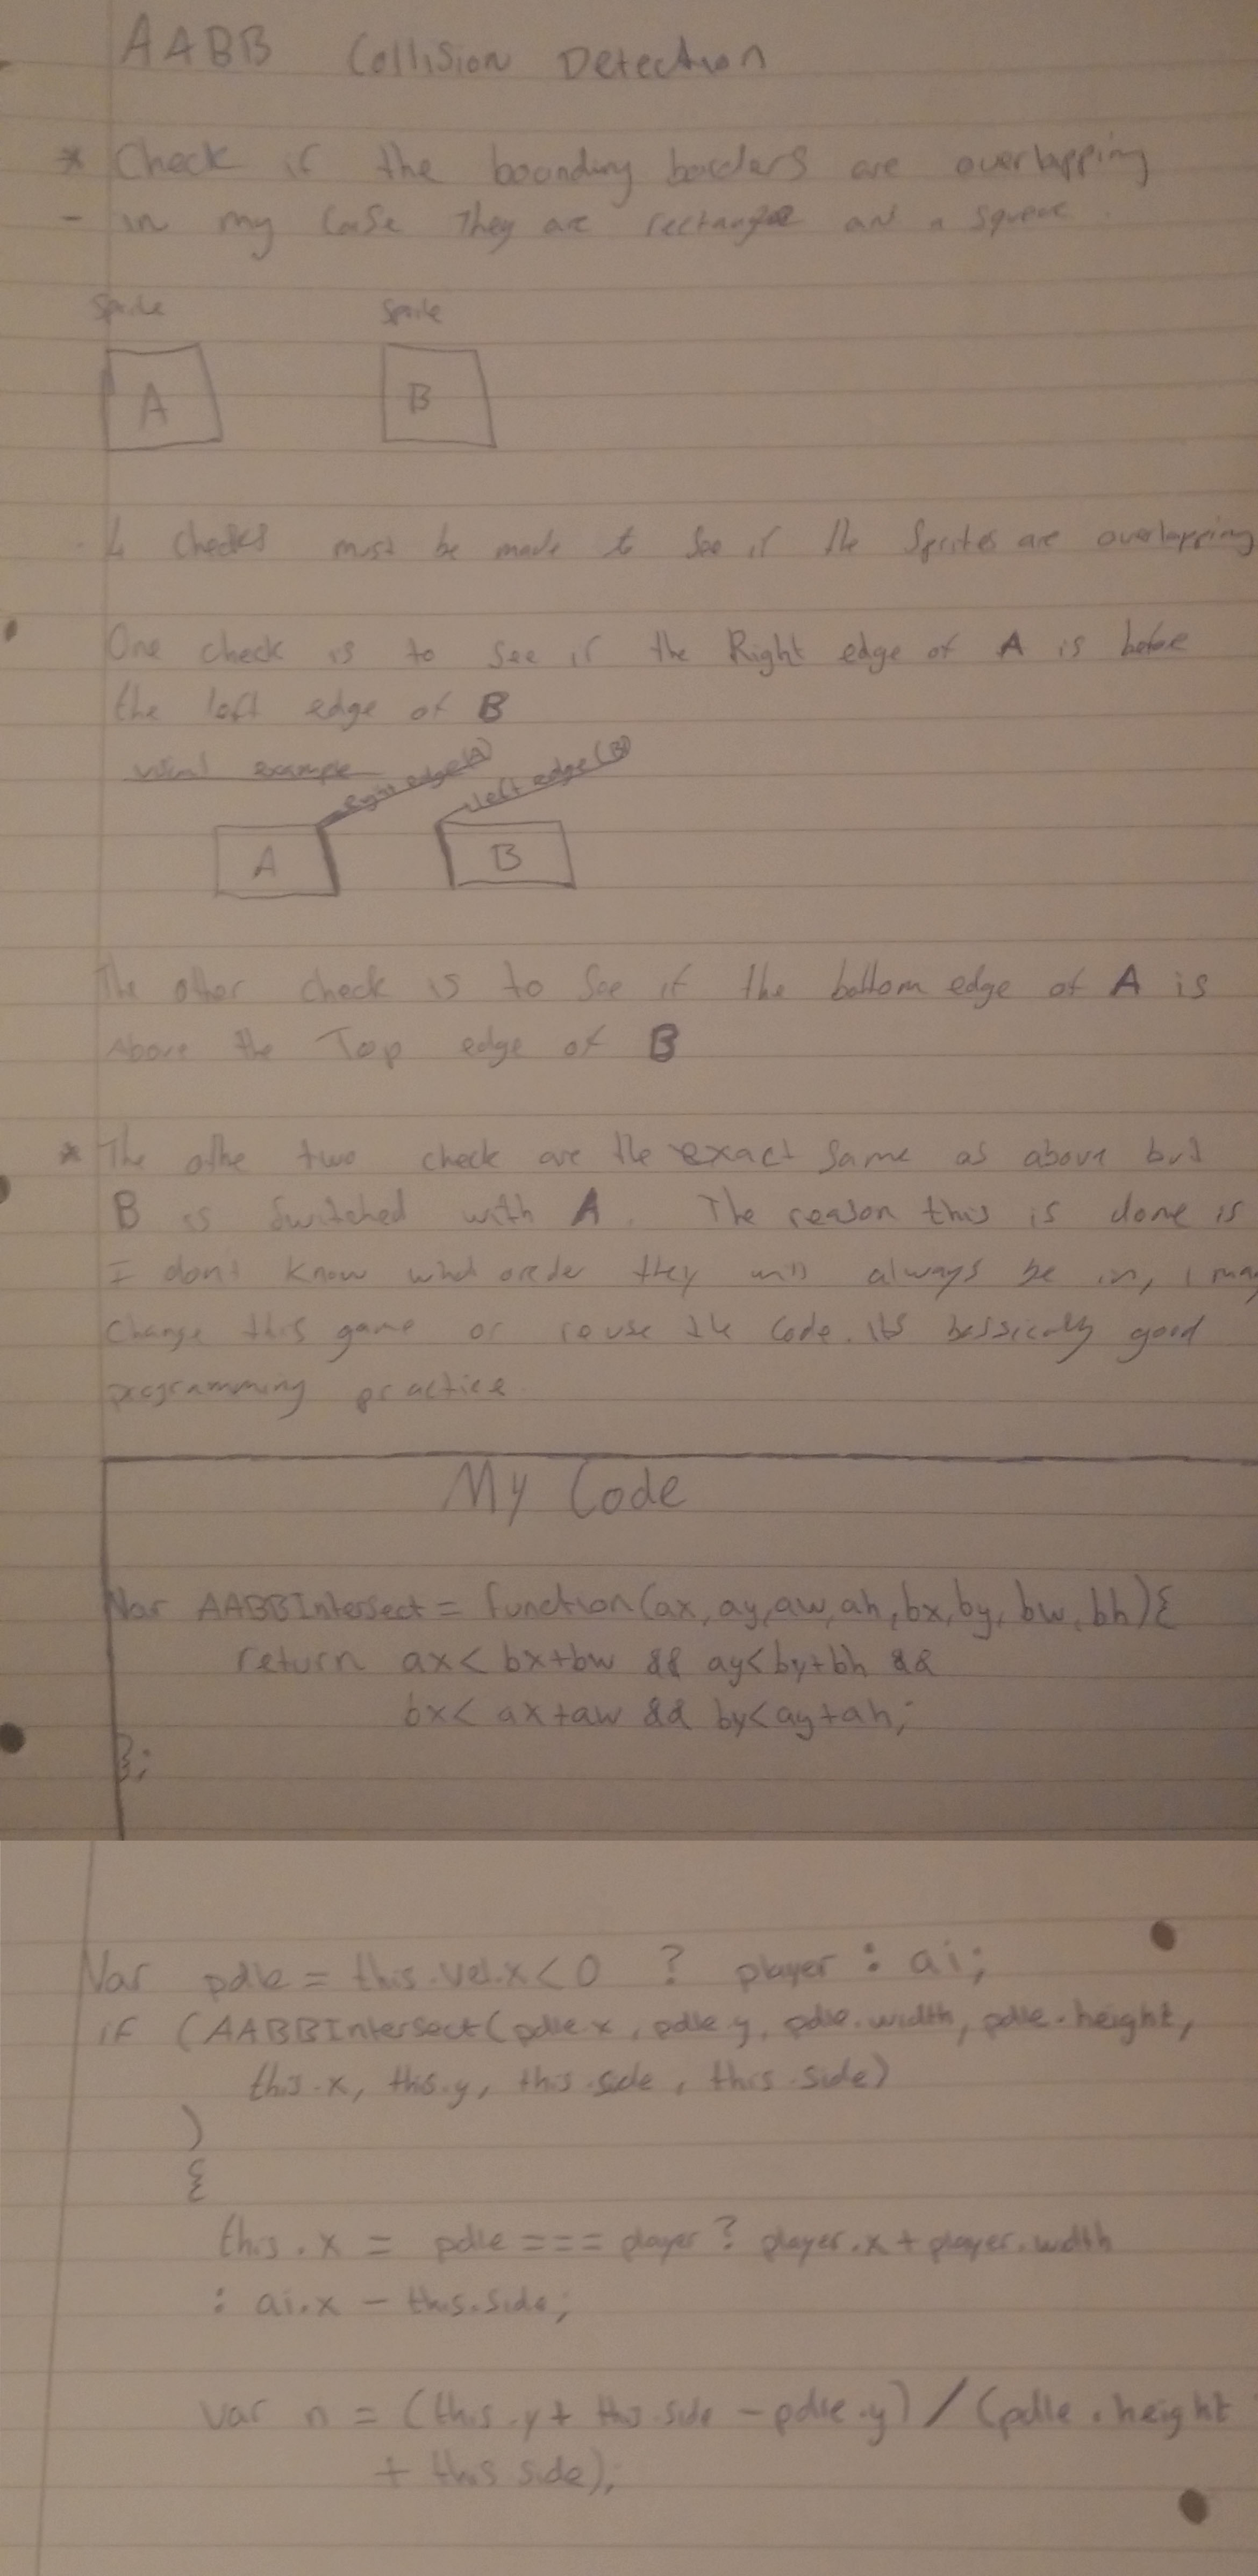 AABB Collision Detection
* Check if the bounding borders are overlapping
- in my case They are rectangle and a square.
Sprite Sprite
A B
4 checks must be made to see if the Sprites are overlapping
One check is to see if the Right edge of A is before
the left edge of B
visual example
right edge(A) left edge(B)
A B
The other check is to see if the bottom edge of A is
Above the Top edge of B
* The othe two check are the exact same as above but
B is switched with A. The reason this is done is
I dont know what order they will always be in, I may
change this game or reuse the code. its bassically good
programming practice.
My Code
Var AABBIntersect = function(ax, ay, aw, ah, bx, by, bw, bh){
return ax< bx+bw && ay<by+bh &&
bx< ax+aw && by<ay+ah;
};
Var pdle = this.vel.x<0 ? player : ai;
if (AABBIntersect(pdle.x, pdle.y, pdle.width, pdle.height,
this.x, this.y, this.side, this.side)
)
{
this.x = pdle === player? player.x+player.width
: ai.x - this.side;
var n = (this.y+ this.side - pdle.y) / (pdle.height
+ this side);